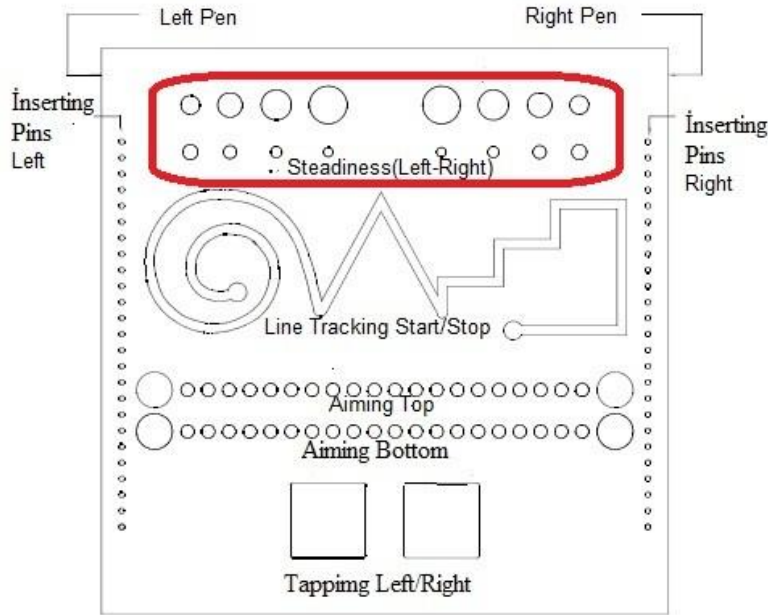 Left Pen
Right Pen
İnserting
Pins
Left
İnserting
Pins
Right
Steadiness(Left-Right)
Line Tracking Start/Stop
Aiming Top
Aiming Bottom
Tappimg Left/Right